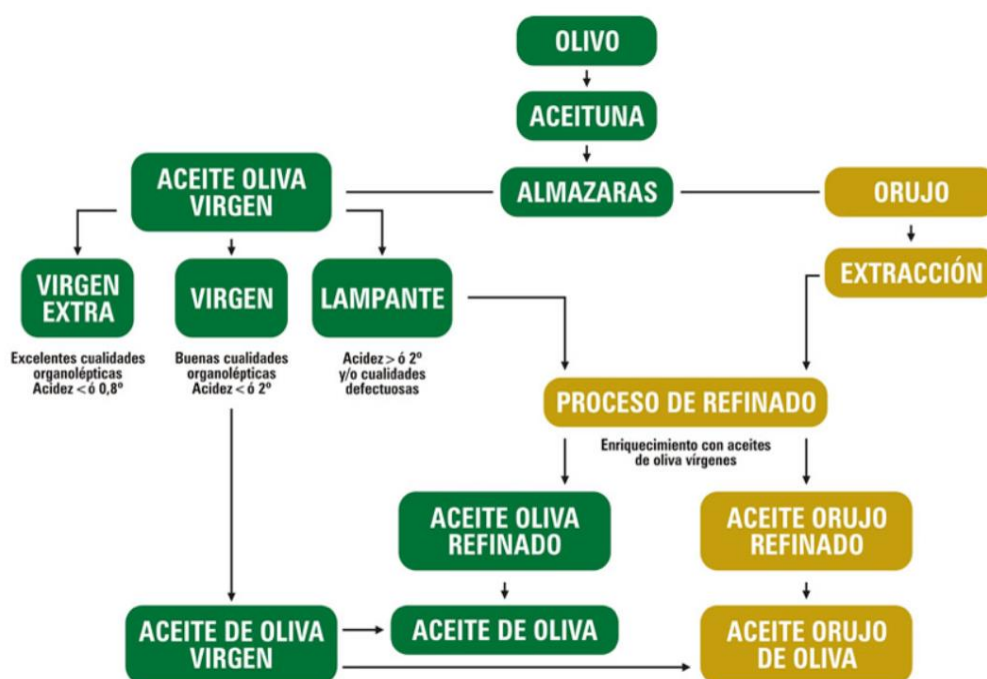 OLIVO
ACEITUNA
ALMAZARAS
ACEITE OLIVA
VIRGEN
ORUJO
EXTRACCIÓN
VIRGEN
EXTRA
VIRGEN
LAMPANTE
Excelentes cualidades
organolépticas
Acidez < ó 0,8º
Buenas cualidades
organolépticas
Acidez < ó 2º
Acidez > ó 2º
y/o cualidades
defectuosas
PROCESO DE REFINADO
Enriquecimiento con aceites
de oliva vírgenes
ACEITE OLIVA
REFINADO
ACEITE ORUJO
REFINADO
ACEITE DE OLIVA
VIRGEN
ACEITE DE OLIVA
ACEITE ORUJO
DE OLIVA